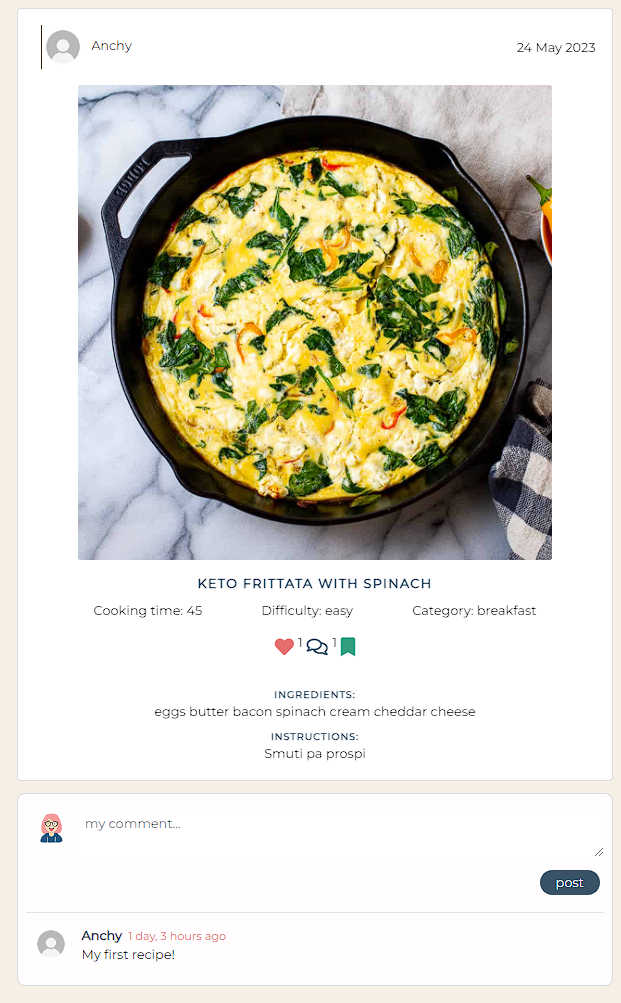 Anchy
24 May 2023
KETO FRITTATA WITH SPINACH
Cooking time: 45 Difficulty: easy Category: breakfast
1 1
INGREDIENTS:
eggs butter bacon spinach cream cheddar cheese
INSTRUCTIONS:
Smuti pa prospi
my comment...
post
Anchy 1 day, 3 hours ago
My first recipe!